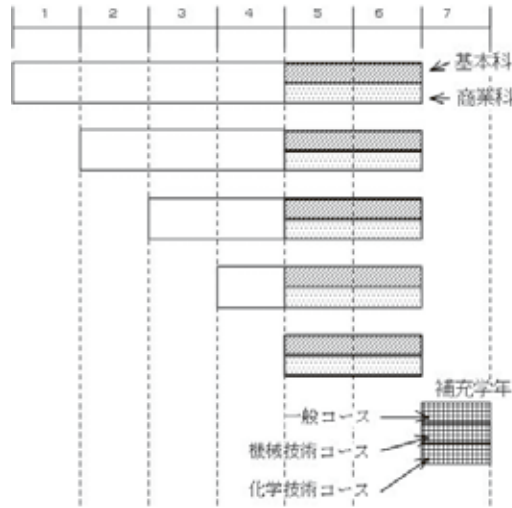 1 2 3 4 5 6 7
基本科
商業科
補充学年
一般コース
機械技術コース
化学技術コース